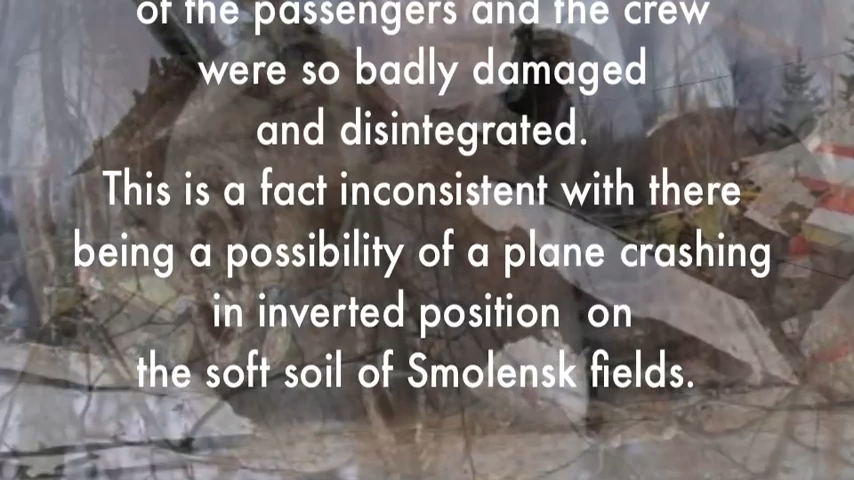 of the passengers and the crew
were so badly damaged
and disintegrated.
This is a fact inconsistent with there
being a possibility of a plane crashing
in inverted position on
the soft soil of Smolensk fields.